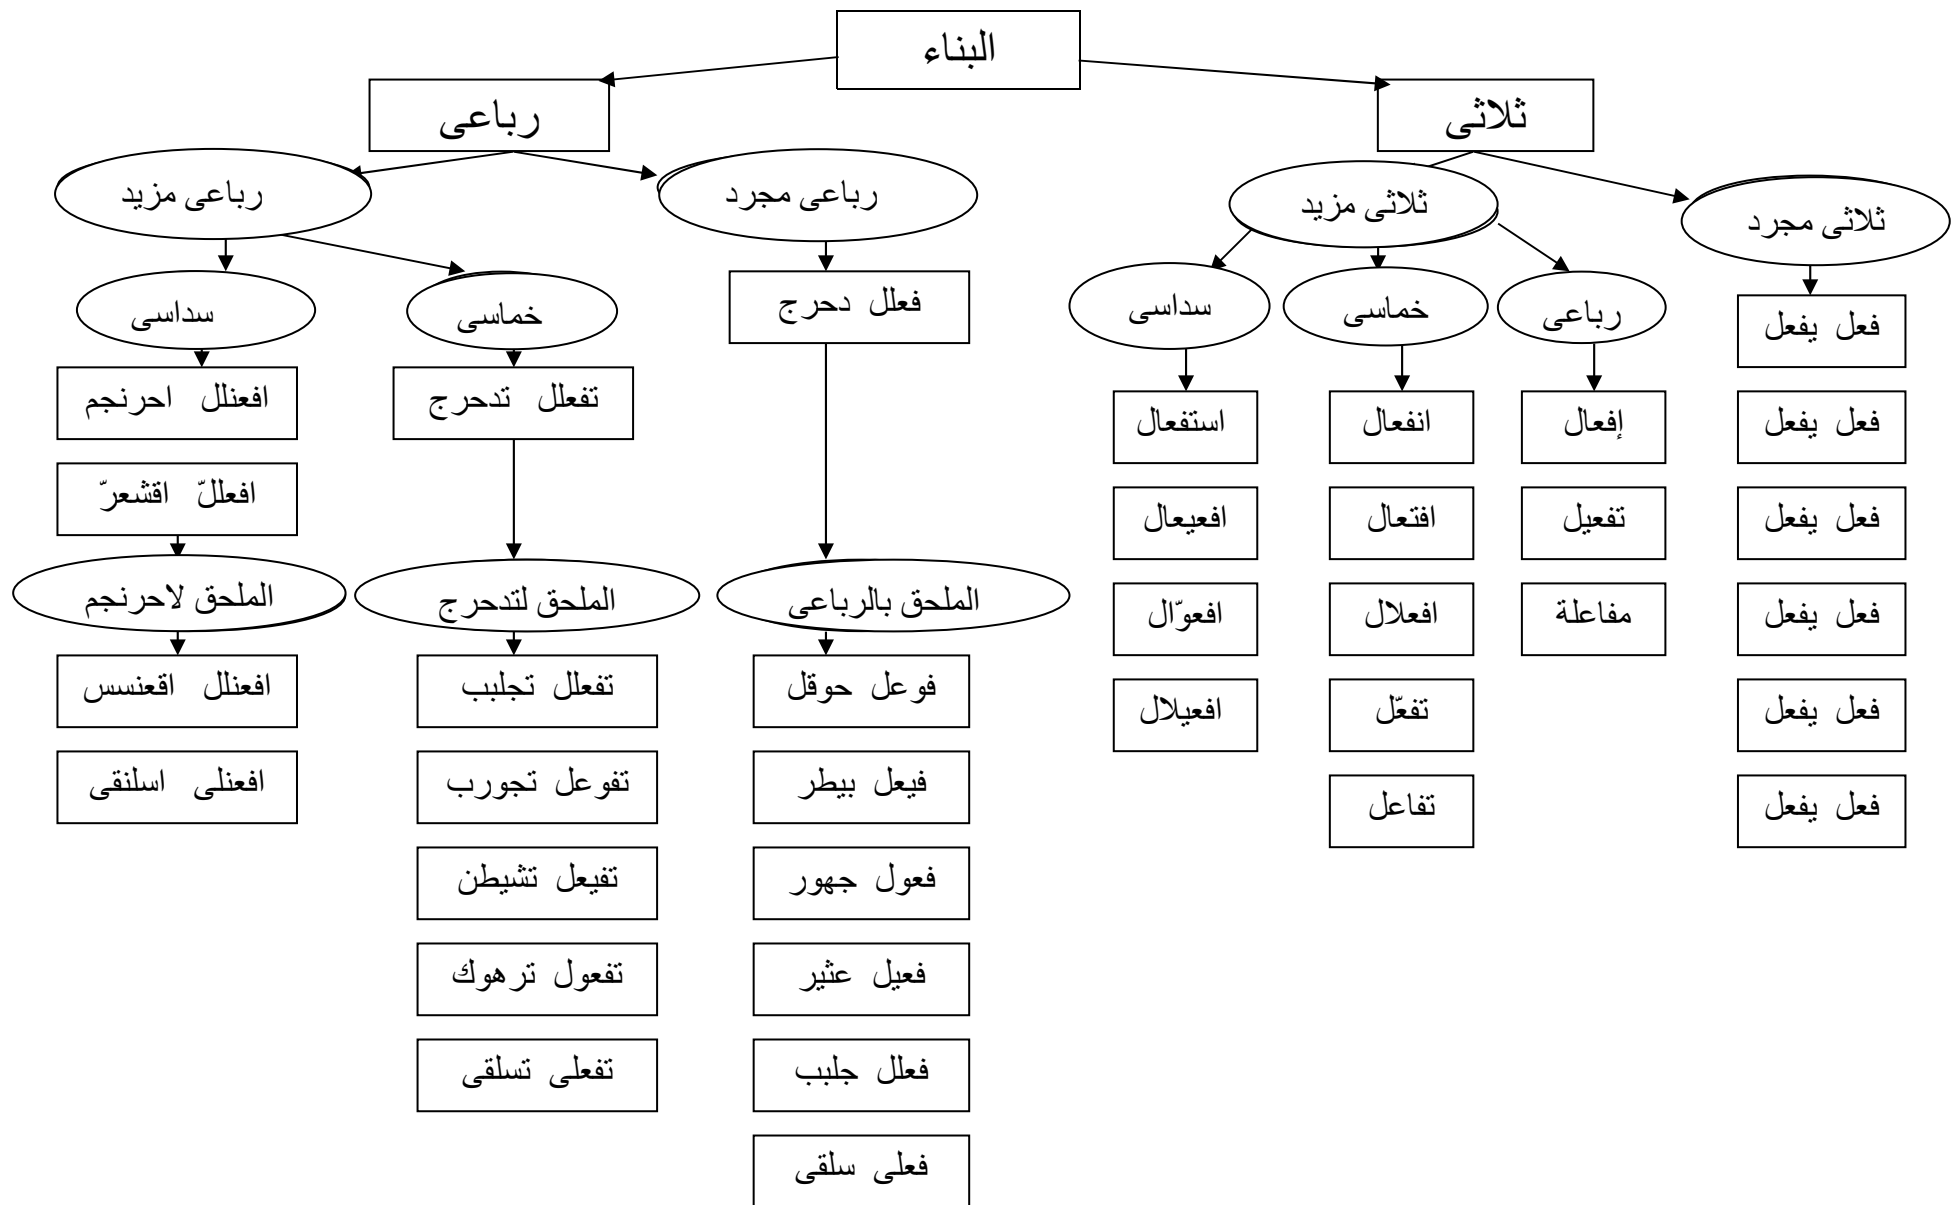 البناء
ثلاثى
رباعى
ثلاثى مجرد
ثلاثى مزيد
رباعى مجرد
رباعى مزيد
فعل يفعل
فعل يفعل
فعل يفعل
فعل يفعل
فعل يفعل
فعل يفعل
رباعى
إفعال
تفعيل
مفاعلة
خماسى
انفعال
افتعال
افعلال
تفعّل
تفاعل
سداسى
استفعال
افعيعال
افعوّال
افعيلال
فعلل دحرج
الملحق بالرباعى
فوعل حوقل
فيعل بيطر
فعول جهور
فعيل عثير
فعلل جلبب
فعلى سلقى
خماسى
تفعلل تدحرج
الملحق لتدحرج
تفعلل تجلبب
تفوعل تجورب
تفيعل تشيطن
تفعول ترهوك
تفعلى تسلقى
سداسى
افعنلل احرنجم
افعللّ اقشعرّ
الملحق لاحرنجم
افعنلل اقعنسس
افعنلى اسلنقى